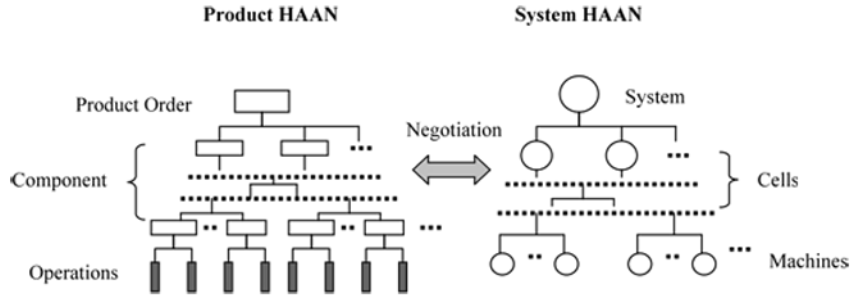 Product HAAN
System HAAN
Product Order
System
Negotiation
Component
Cells
Operations
Machines